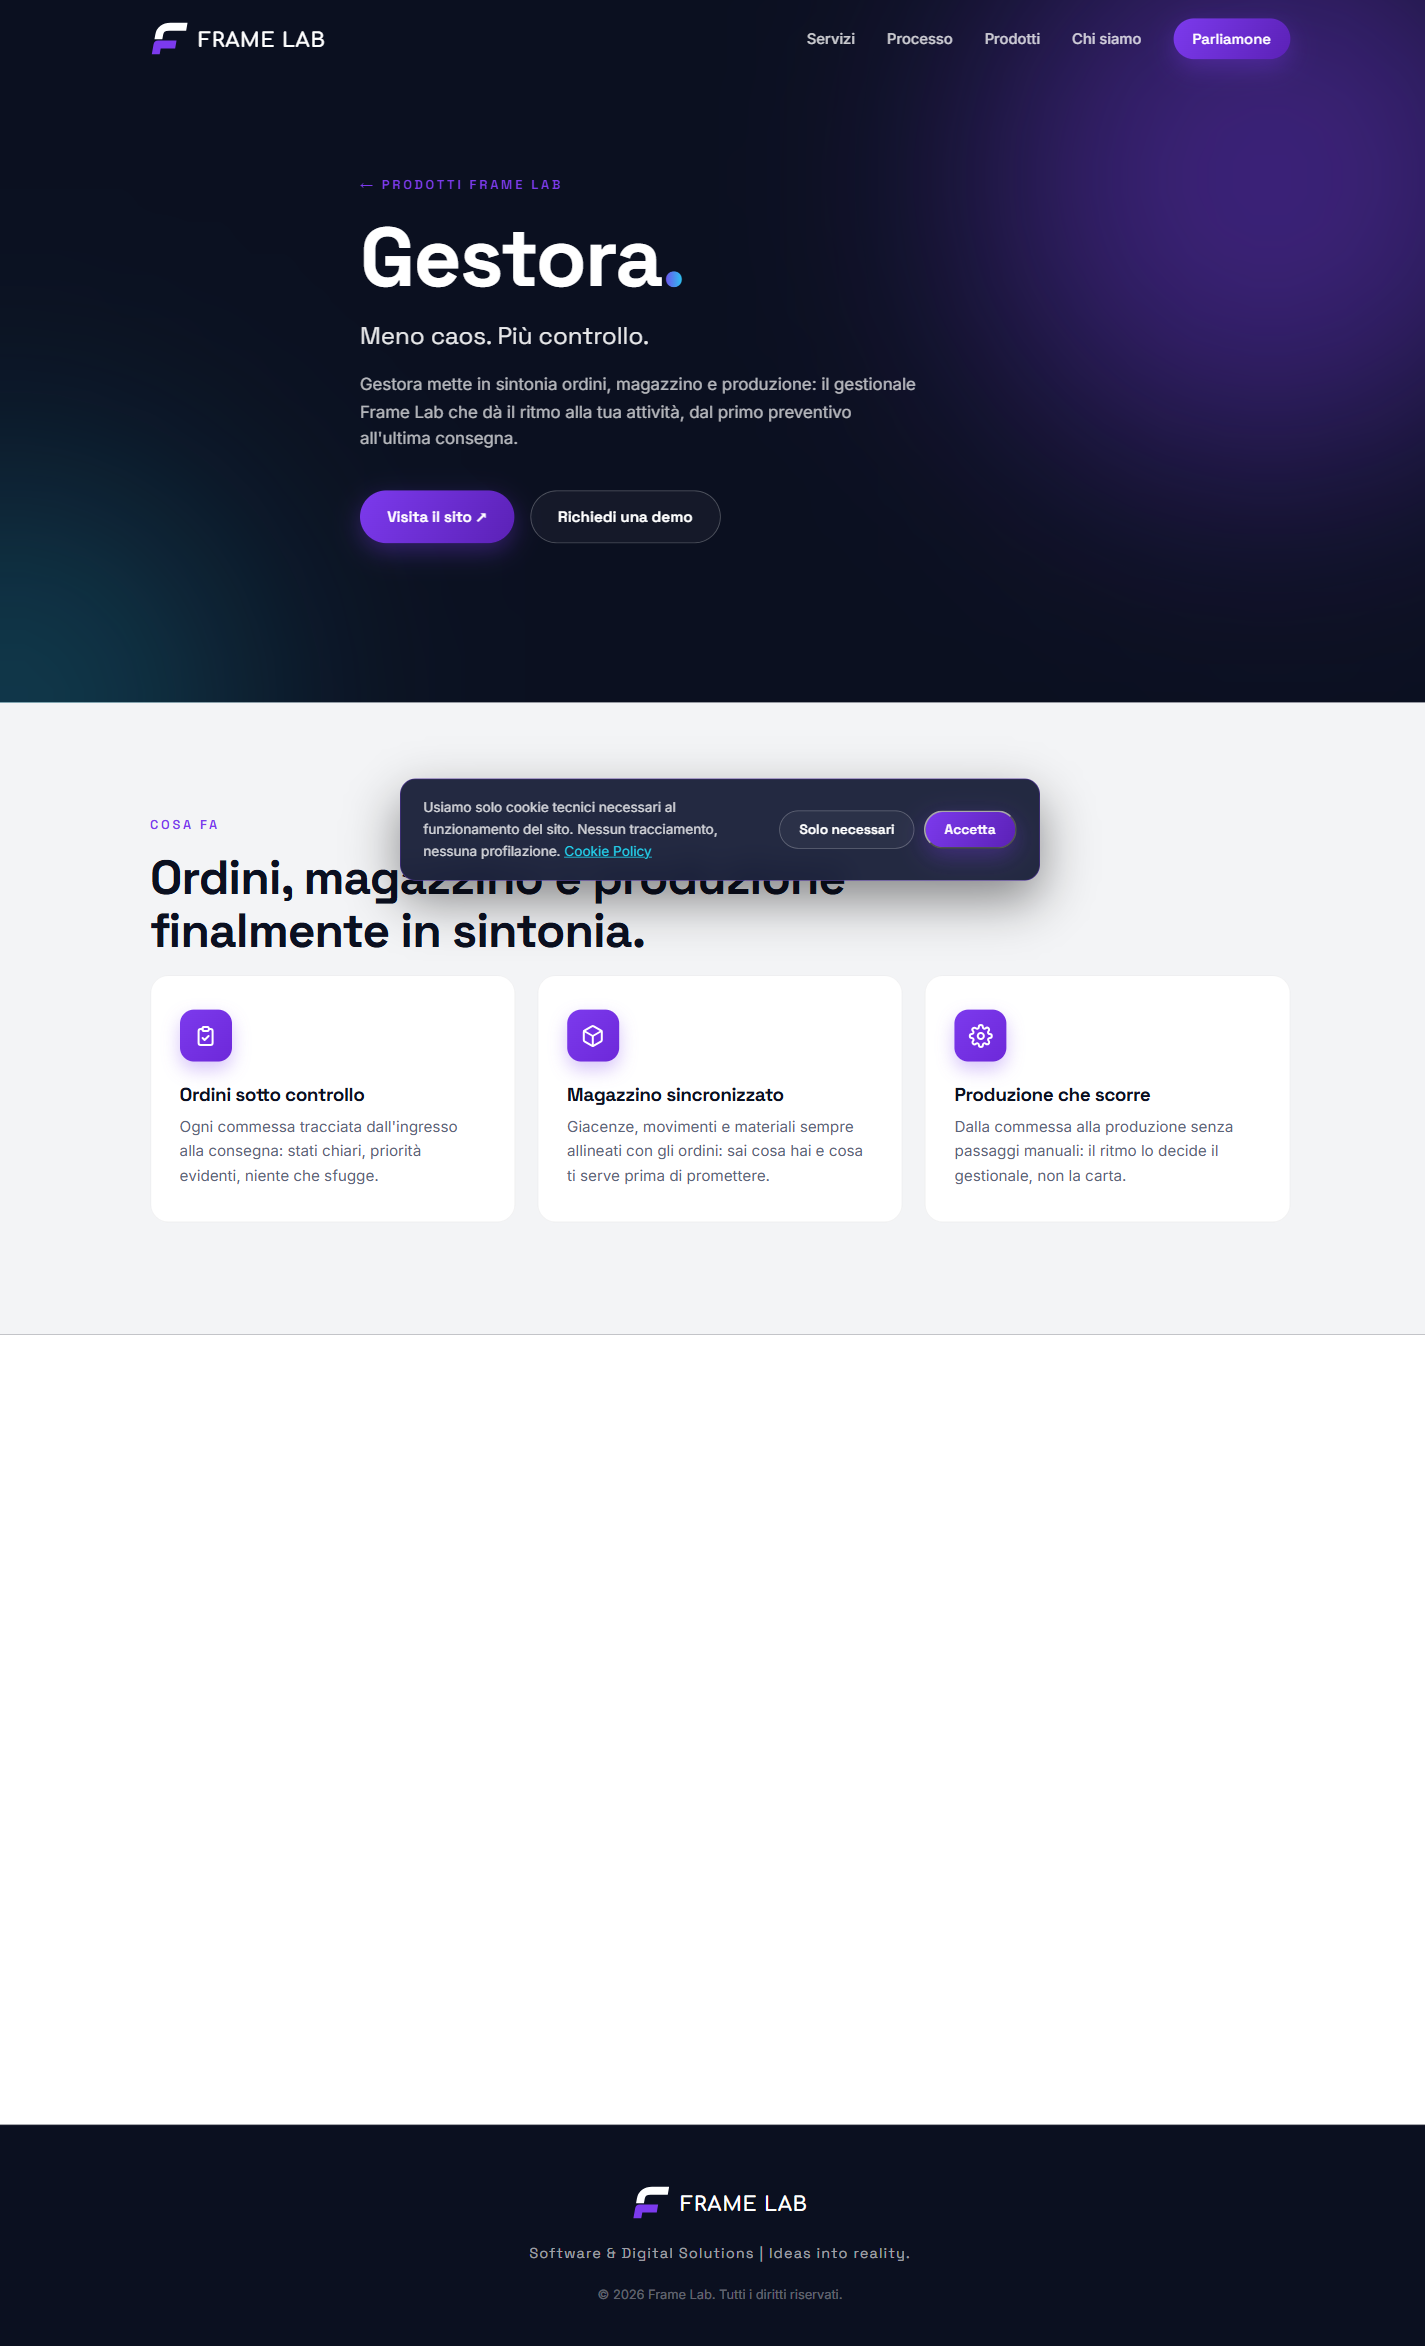 FRAME LAB
Servizi
Processo
Prodotti
Chi siamo
Parliamone
← PRODOTTI FRAME LAB
Gestora.
Meno caos. Più controllo.
Gestora mette in sintonia ordini, magazzino e produzione: il gestionale
Frame Lab che dà il ritmo alla tua attività, dal primo preventivo
all'ultima consegna.
Visita il sito ↗
Richiedi una demo
COSA FA
Usiamo solo cookie tecnici necessari al
funzionamento del sito. Nessun tracciamento,
nessuna profilazione. Cookie Policy
Solo necessari
Accetta
Ordini, magazzino e produzione
finalmente in sintonia.
Ordini sotto controllo
Ogni commessa tracciata dall'ingresso
alla consegna: stati chiari, priorità
evidenti, niente che sfugge.
Magazzino sincronizzato
Giacenze, movimenti e materiali sempre
allineati con gli ordini: sai cosa hai e cosa
ti serve prima di promettere.
Produzione che scorre
Dalla commessa alla produzione senza
passaggi manuali: il ritmo lo decide il
gestionale, non la carta.
FRAME LAB
Software & Digital Solutions | Ideas into reality.
© 2026 Frame Lab. Tutti i diritti riservati.